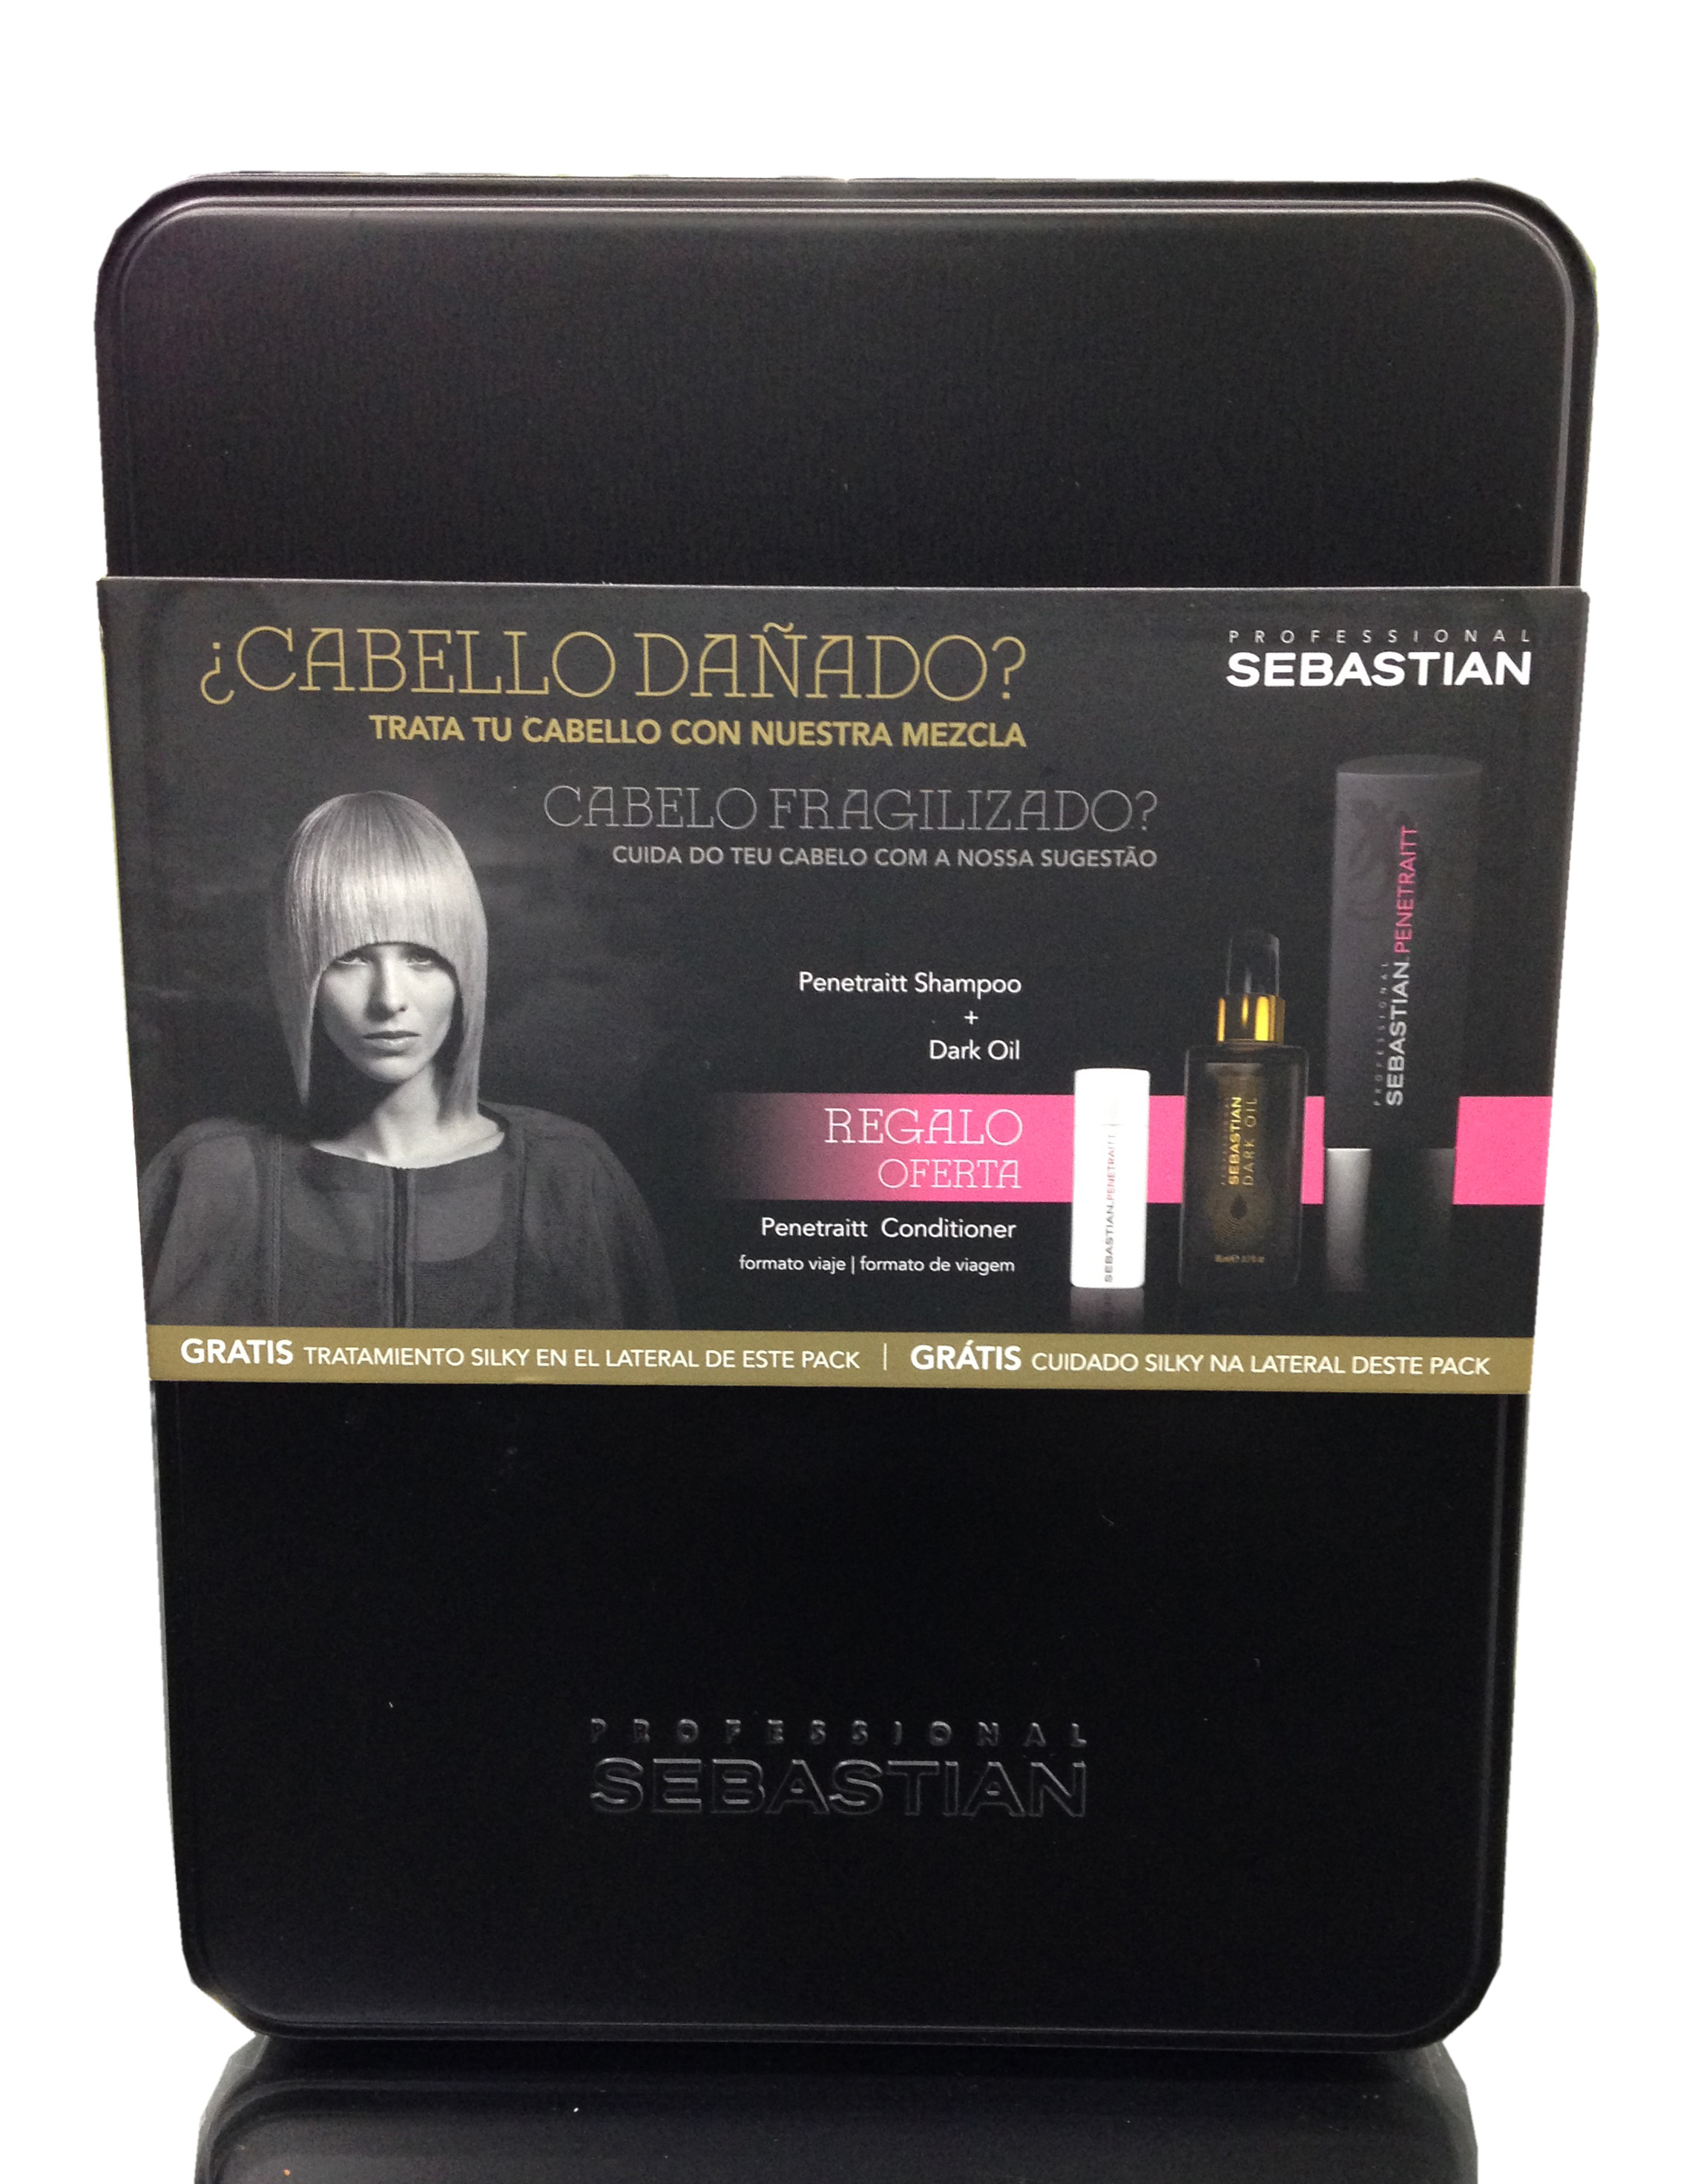 ¿CABELLO DAÑADO?
TRATA TU CABELLO CON NUESTRA MEZCLA
PROFESSIONAL
SEBASTIAN
CABELO FRAGILIZADO?
CUIDA DO TEU CABELO COM A NOSSA SUGESTÃO
Penetraitt Shampoo
+
Dark Oil
REGALO
OFERTA
Penetraitt Conditioner
formato viaje | formato de viagem
SEBASTIAN.PENETRAITT
SEBASTIAN
DARK OIL
PROFESSIONAL
SEBASTIAN.PENETRAITT
GRATIS TRATAMIENTO SILKY EN EL LATERAL DE ESTE PACK | GRÁTIS CUIDADO SILKY NA LATERAL DESTE PACK
PROFESSIONAL
SEBASTIAN